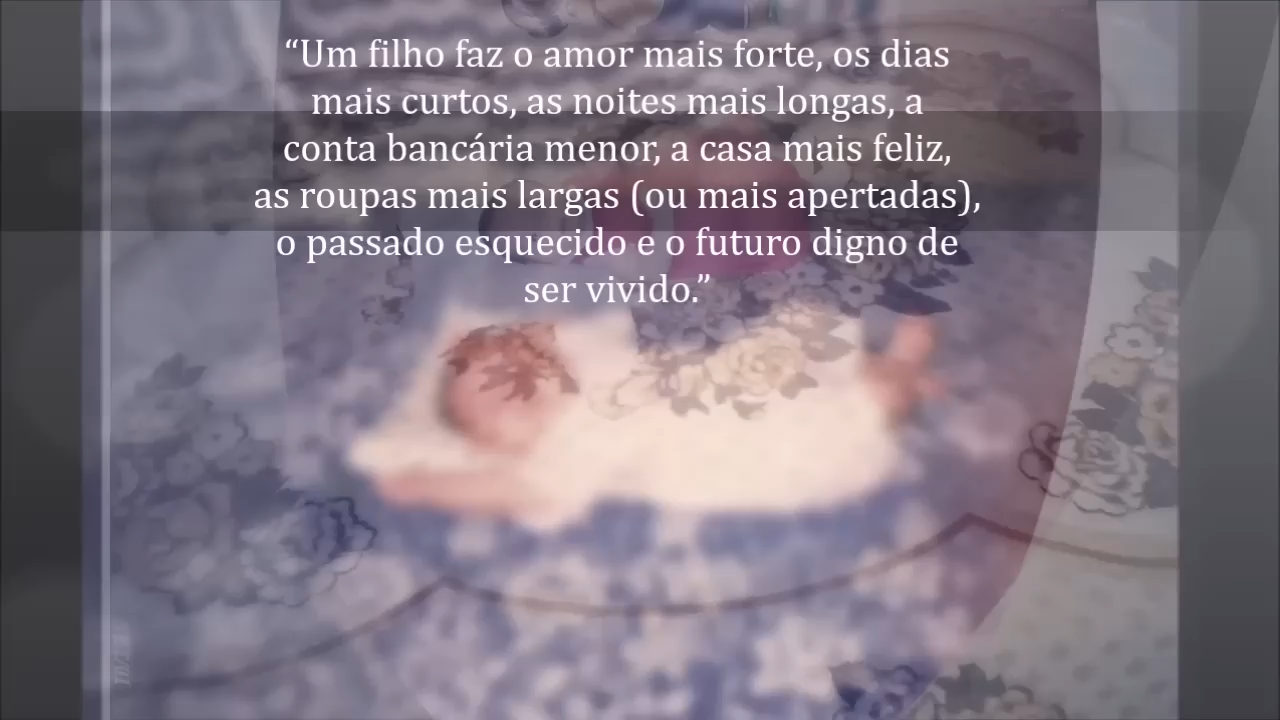 “Um filho faz o amor mais forte, os dias
mais curtos, as noites mais longas, a
conta bancária menor, a casa mais feliz,
as roupas mais largas (ou mais apertadas),
o passado esquecido e o futuro digno de
ser vivido.”